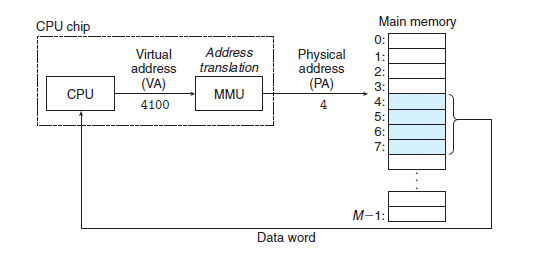 CPU chip
Main memory
Virtual
address
(VA)
4100
Address
translation
Physical
address
(PA)
4
CPU
MMU
0:
1:
2:
3:
4:
5:
6:
7:
. . .
M−1:
Data word